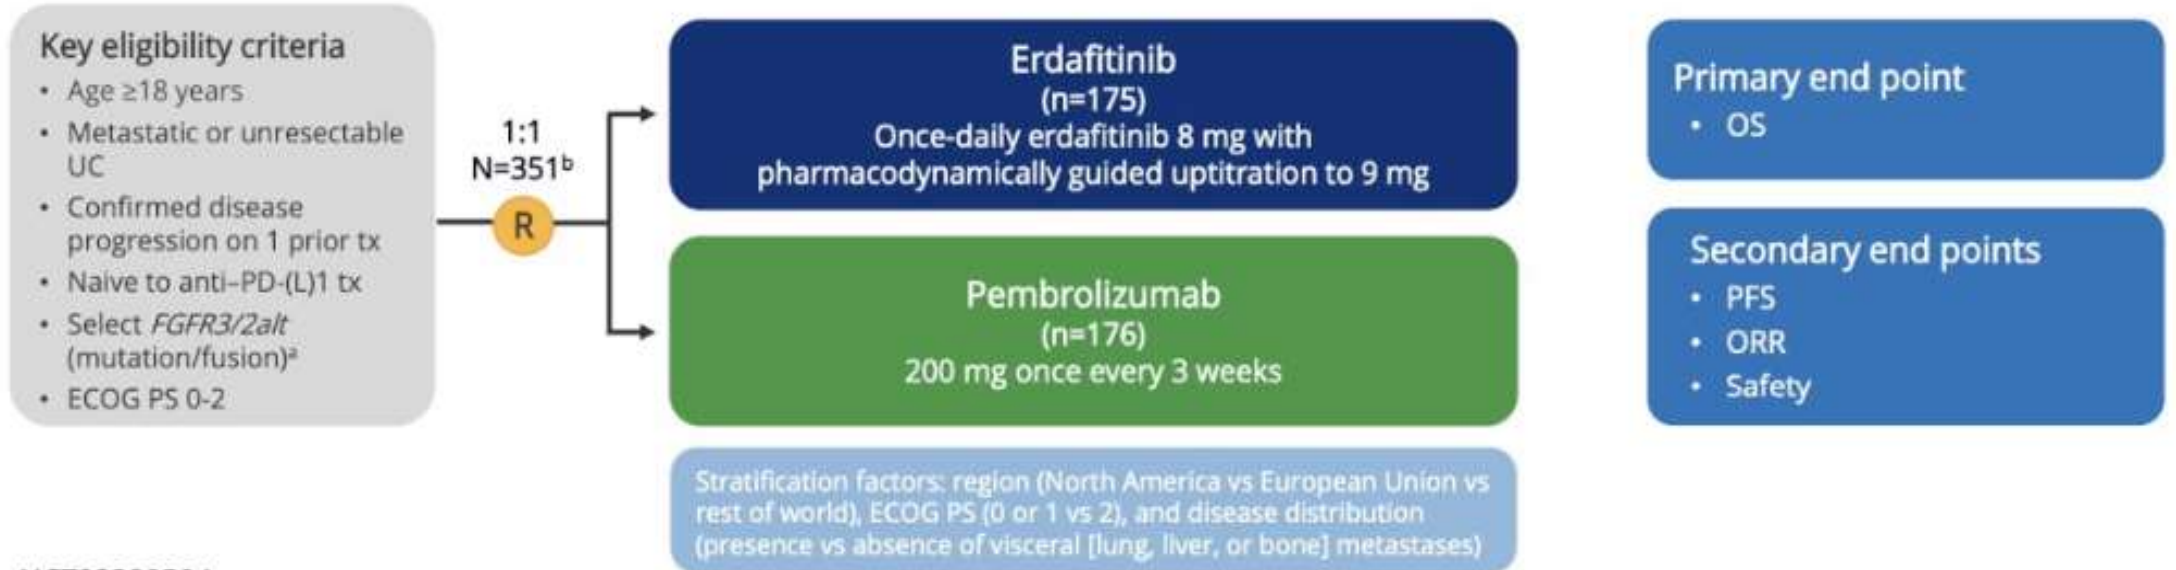 Key eligibility criteria
• Age ≥18 years
• Metastatic or unresectable
UC
• Confirmed disease
progression on 1 prior tx
• Naive to anti–PD-(L)1 tx
• Select FGFR3/2alt
(mutation/fusion)ᵃ
• ECOG PS 0-2
1:1
N=351ᵇ
R
Erdafitinib
(n=175)
Once-daily erdafitinib 8 mg with
pharmacodynamically guided uptitration to 9 mg
Pembrolizumab
(n=176)
200 mg once every 3 weeks
Stratification factors: region (North America vs European Union vs
rest of world), ECOG PS (0 or 1 vs 2), and disease distribution
(presence vs absence of visceral [lung, liver, or bone] metastases)
Primary end point
• OS
Secondary end points
• PFS
• ORR
• Safety